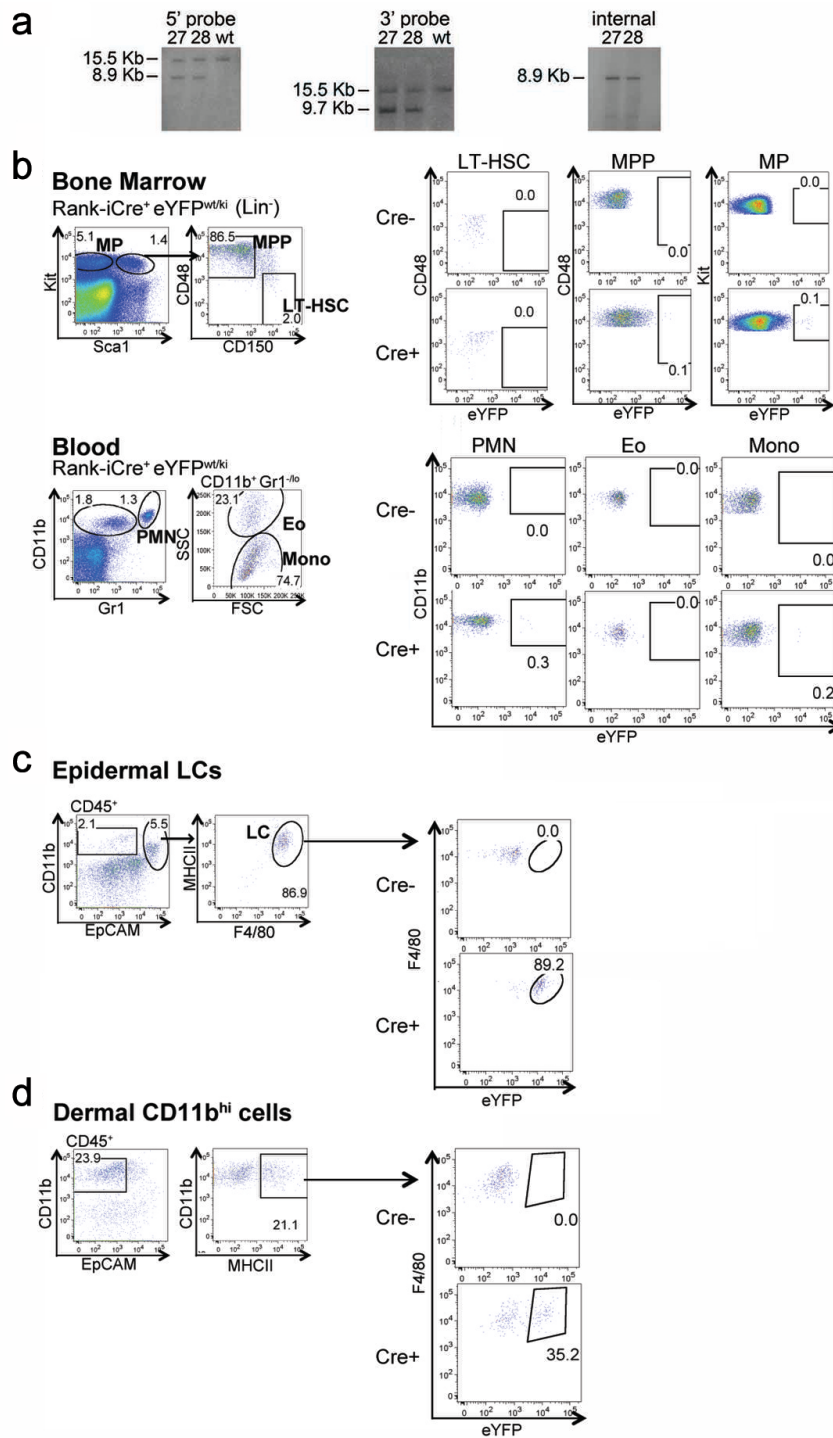 a
5' probe
27 28 wt
15.5 Kb
8.9 Kb
3' probe
27 28 wt
15.5 Kb
9.7 Kb
internal
27 28
8.9 Kb
b
Bone Marrow
Rank-iCre+ eYFPwt/ki (Lin-)
5.1
MP
1.4
Kit
Sca1
86.5
MPP
LT-HSC
2.0
CD48
CD150
LT-HSC
MPP
MP
Cre-
Cre+
0.0
0.0
0.0
0.0
0.1
0.1
CD48
CD48
Kit
eYFP
eYFP
eYFP
Blood
Rank-iCre+ eYFPwt/ki
1.8
1.3
PMN
CD11b
Gr1
CD11b+ Gr1-/lo
23.1
Eo
Mono
74.7
SSC
FSC
PMN
Eo
Mono
Cre-
Cre+
0.0
0.0
0.0
0.3
0.0
0.2
CD11b
eYFP
c
Epidermal LCs
CD45+
2.1
5.5
CD11b
EpCAM
LC
86.9
MHCII
F4/80
Cre-
0.0
Cre+
89.2
F4/80
eYFP
d
Dermal CD11bhi cells
CD45+
23.9
CD11b
EpCAM
CD11b
21.1
MHCII
Cre-
0.0
Cre+
35.2
F4/80
eYFP